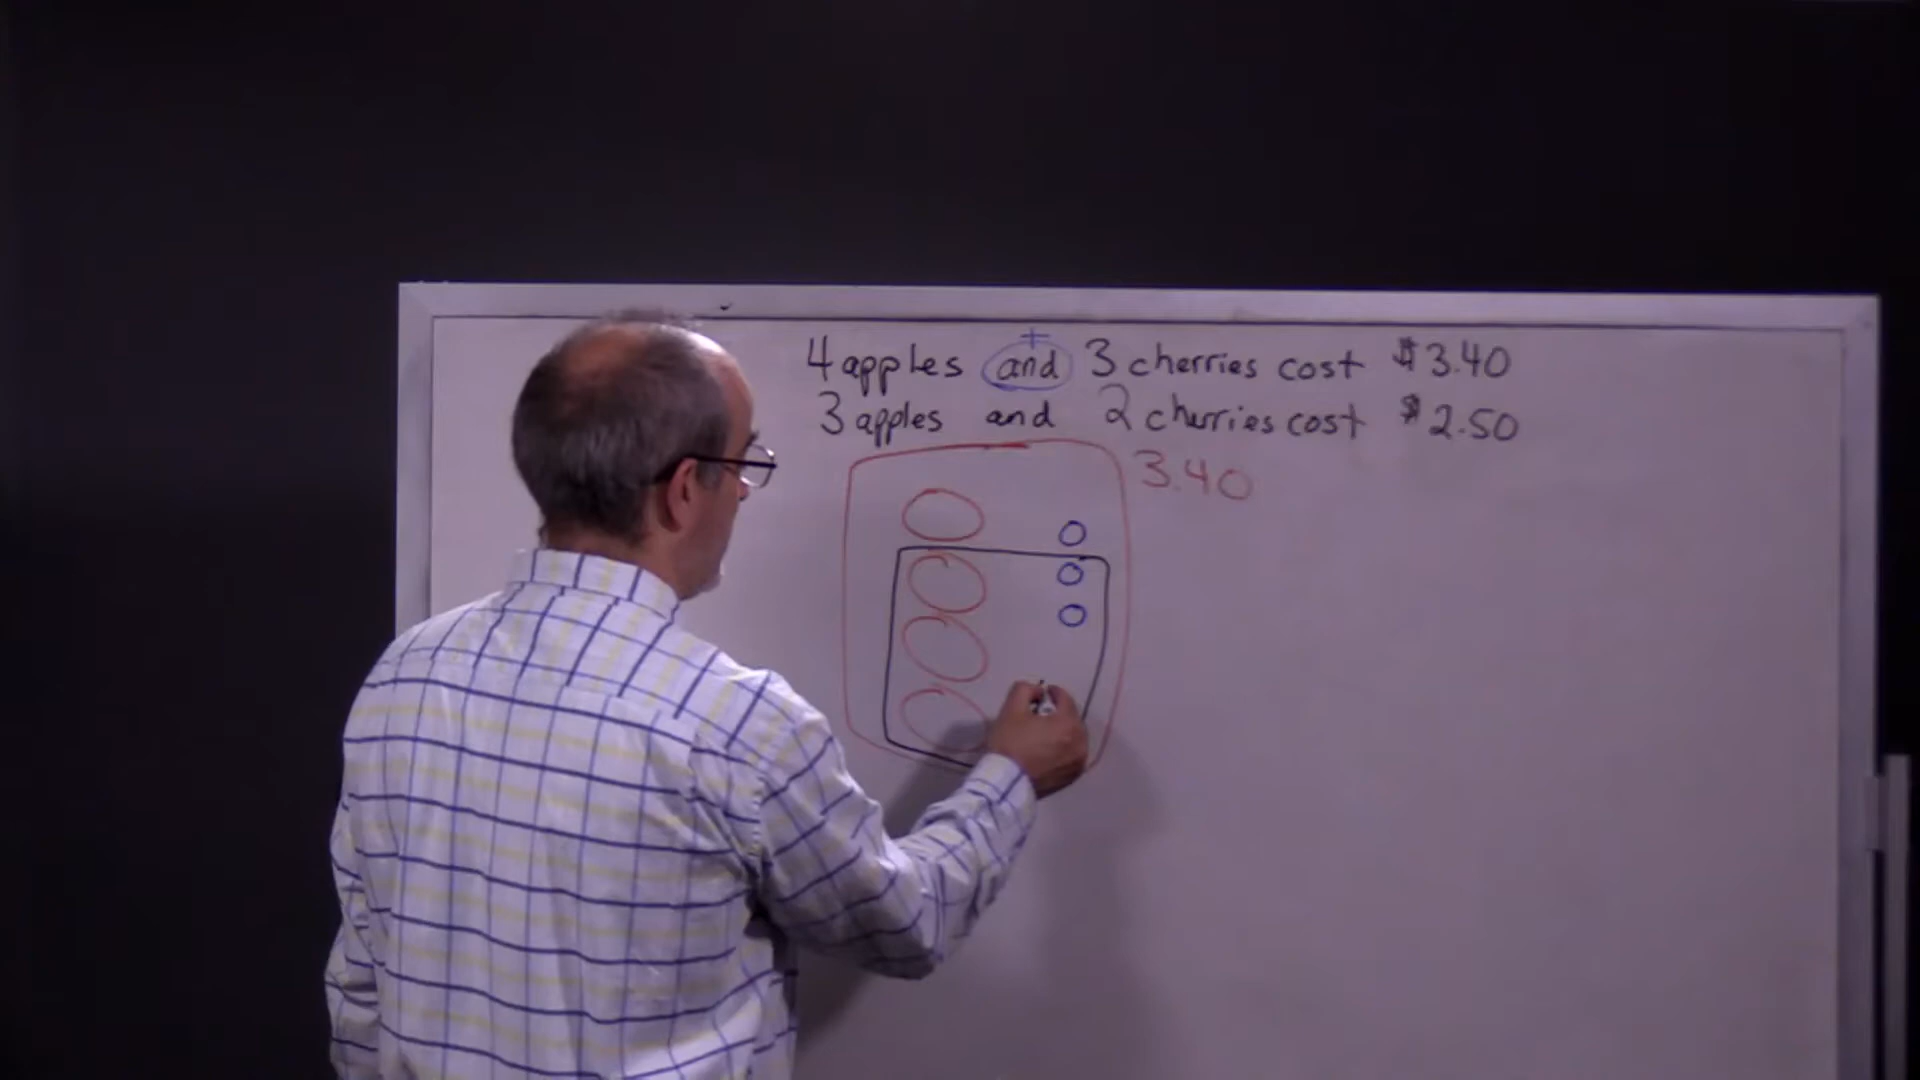 +
4 apples and 3 cherries cost $3.40
3 apples and 2 cherries cost $2.50
3.40